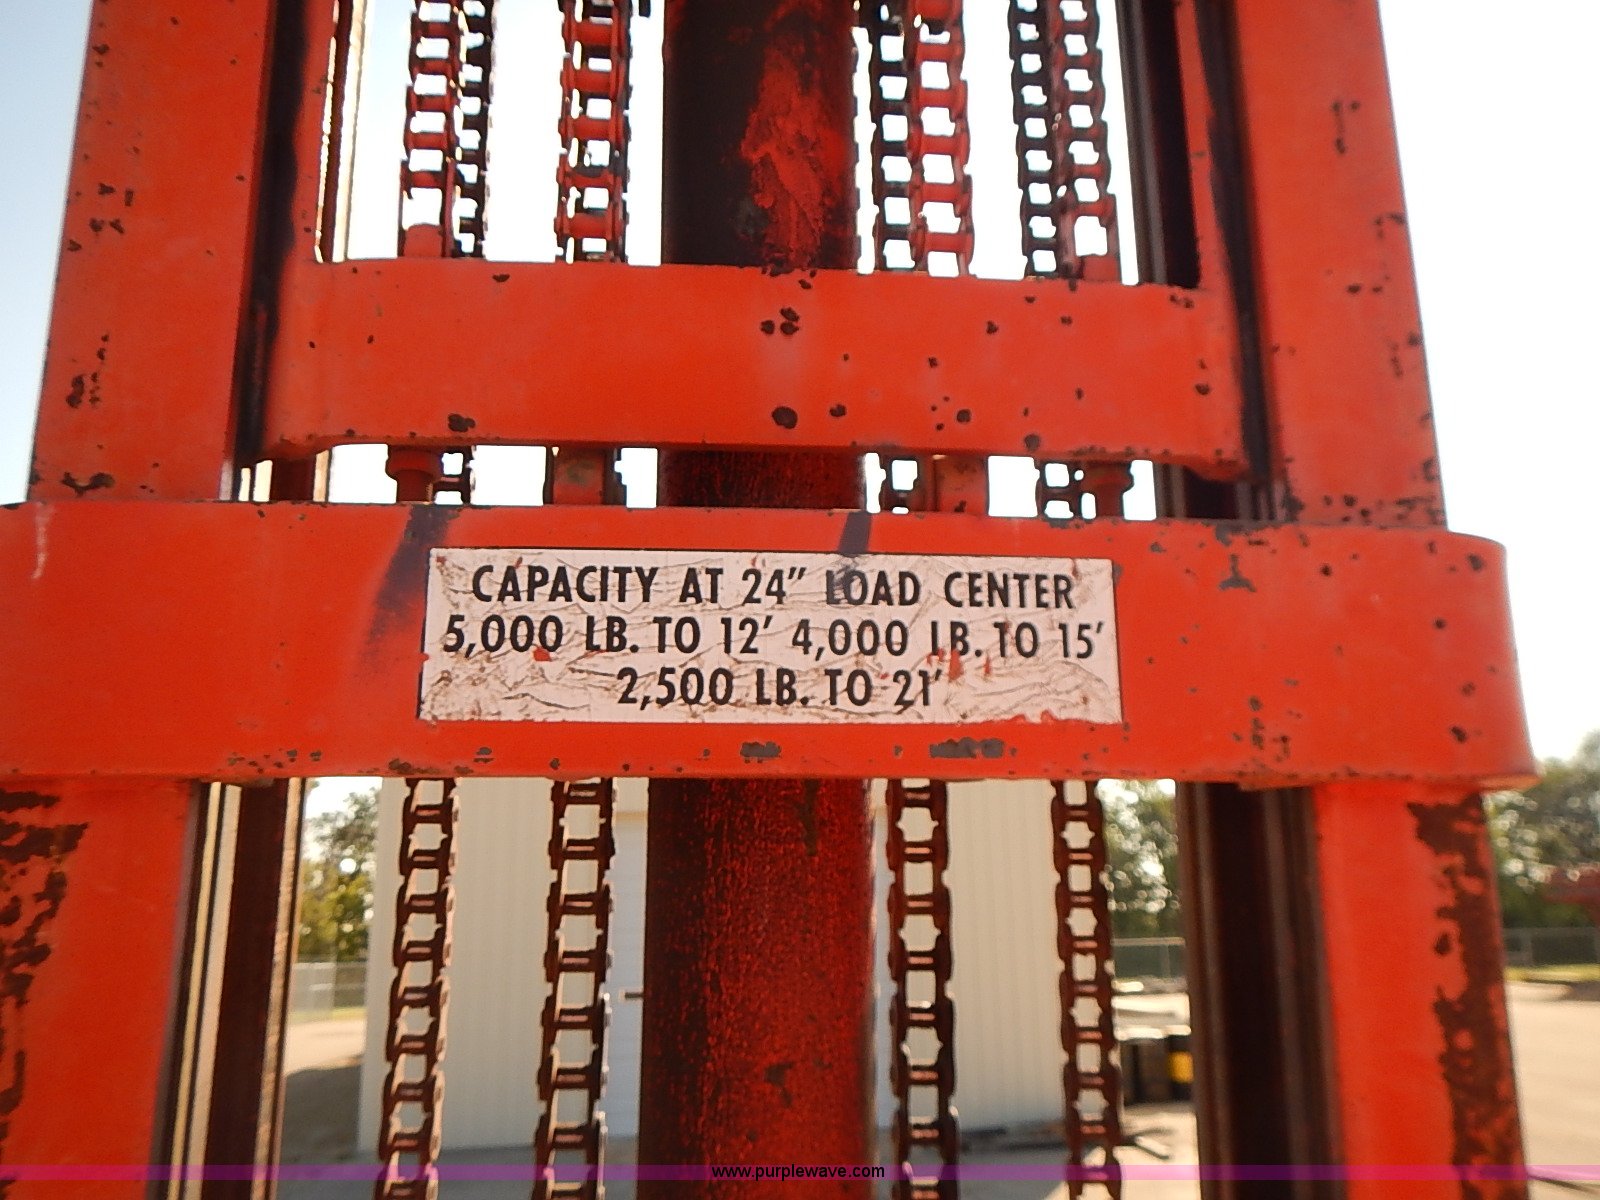 CAPACITY AT 24" LOAD CENTER
5,000 LB. TO 12' 4,000 LB. TO 15'
2,500 LB. TO 21'
www.purplewave.com